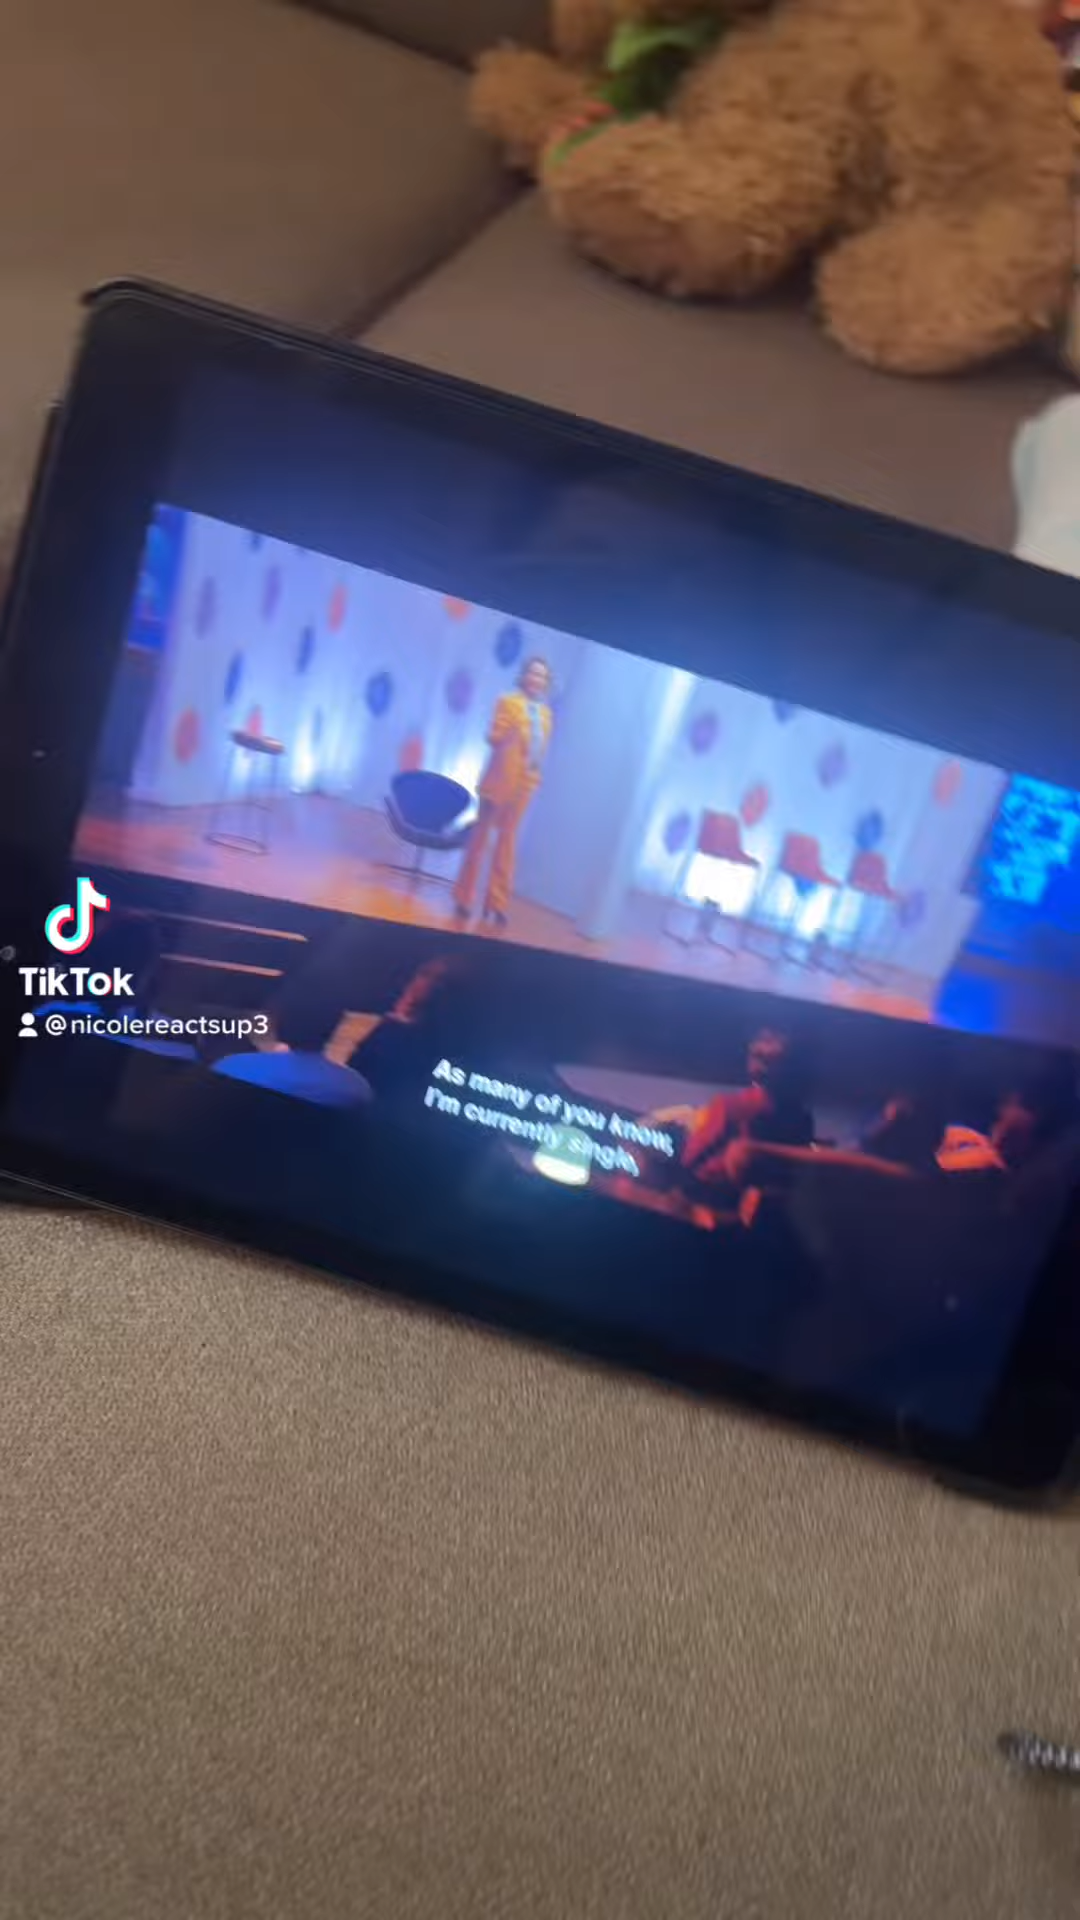 TikTok
@nicolereactsup3
As many of you know,
I'm currently single,